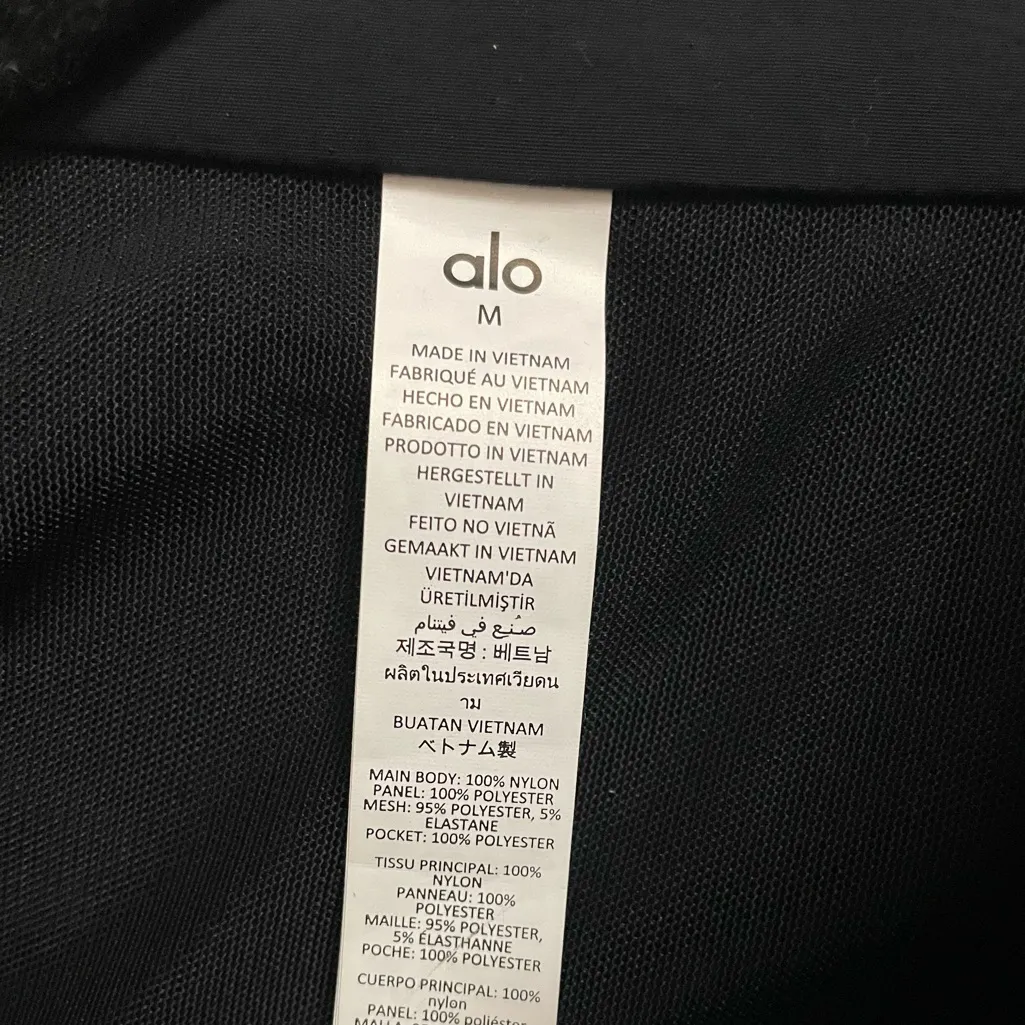 alo
M
MADE IN VIETNAM
FABRIQUÉ AU VIETNAM
HECHO EN VIETNAM
FABRICADO EN VIETNAM
PRODOTTO IN VIETNAM
HERGESTELLT IN
VIETNAM
FEITO NO VIETNÃ
GEMAAKT IN VIETNAM
VIETNAM'DA
ÜRETİLMİŞTİR
صُنع في فيتنام
제조국명 : 베트남
ผลิตในประเทศเวียดน
าม
BUATAN VIETNAM
ベトナム製
MAIN BODY: 100% NYLON
PANEL: 100% POLYESTER
MESH: 95% POLYESTER, 5%
ELASTANE
POCKET: 100% POLYESTER
TISSU PRINCIPAL: 100%
NYLON
PANNEAU: 100%
POLYESTER
MAILLE: 95% POLYESTER,
5% ÉLASTHANNE
POCHE: 100% POLYESTER
CUERPO PRINCIPAL: 100%
nylon
PANEL: 100% poliéster